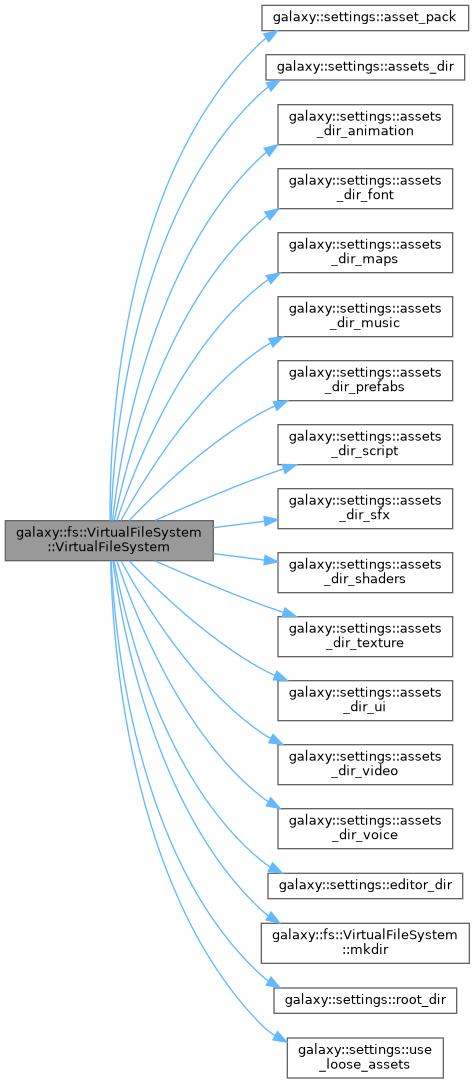 galaxy::settings::asset_pack
galaxy::settings::assets_dir
galaxy::settings::assets
_dir_animation
galaxy::settings::assets
_dir_font
galaxy::settings::assets
_dir_maps
galaxy::settings::assets
_dir_music
galaxy::settings::assets
_dir_prefabs
galaxy::settings::assets
_dir_script
galaxy::settings::assets
_dir_sfx
galaxy::fs::VirtualFileSystem
::VirtualFileSystem
galaxy::settings::assets
_dir_shaders
galaxy::settings::assets
_dir_texture
galaxy::settings::assets
_dir_ui
galaxy::settings::assets
_dir_video
galaxy::settings::assets
_dir_voice
galaxy::settings::editor_dir
galaxy::fs::VirtualFileSystem
::mkdir
galaxy::settings::root_dir
galaxy::settings::use
_loose_assets